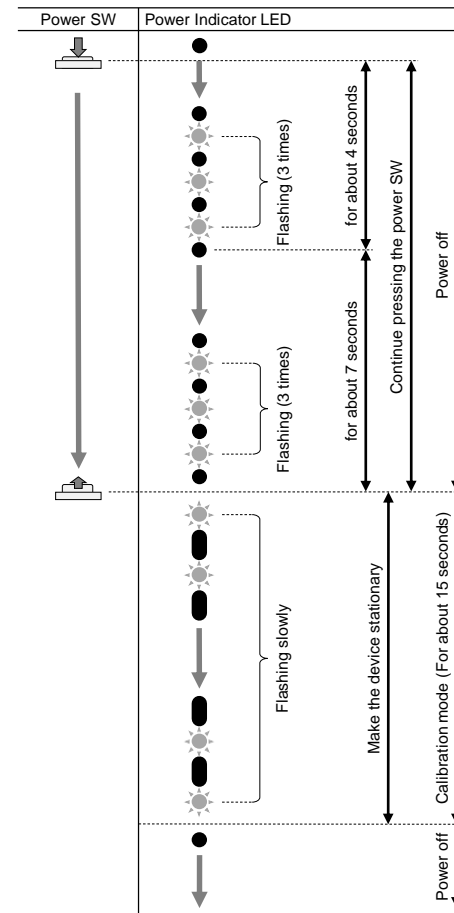 Power SW
Power Indicator LED
Flashing (3 times)
for about 4 seconds
Continue pressing the power SW
Power off
for about 7 seconds
Flashing (3 times)
Flashing slowly
Make the device stationary
Calibration mode (For about 15 seconds)
Power off